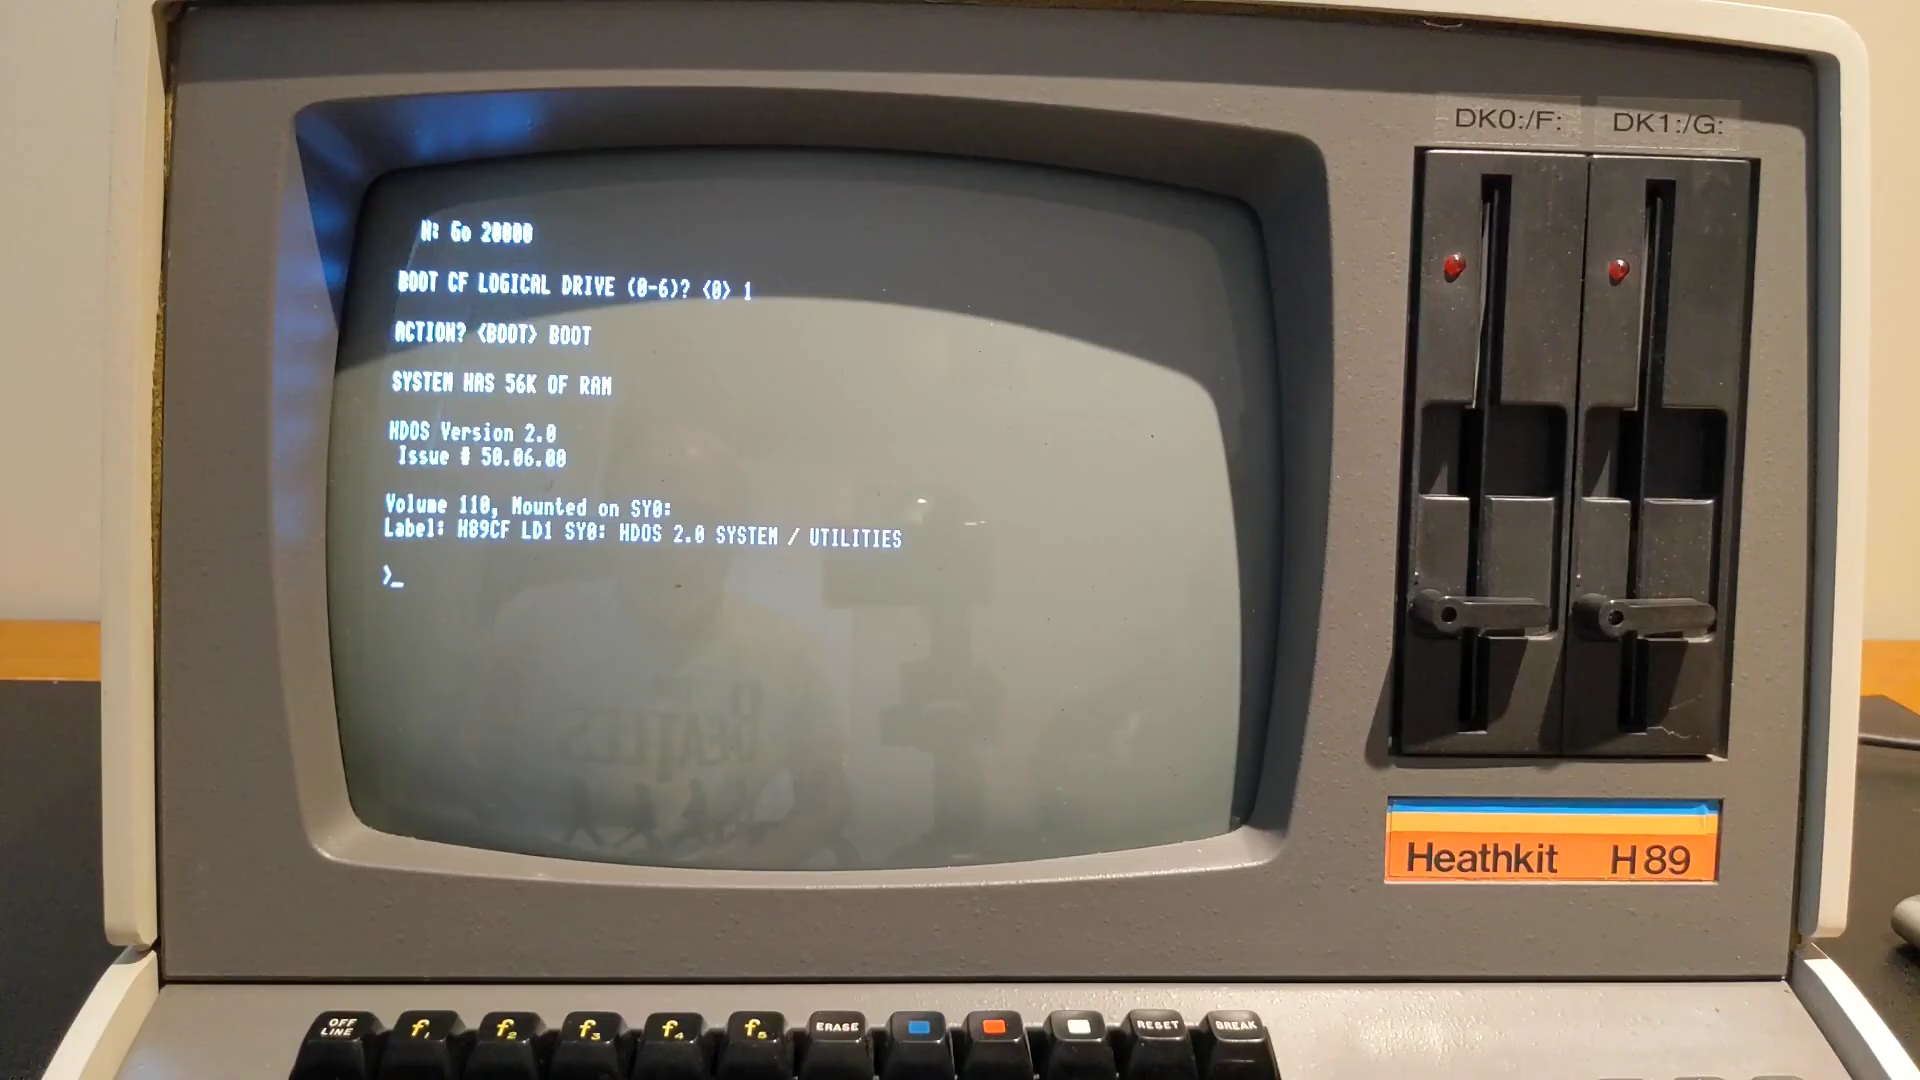 DK0:/F: DK1:/G:
H: Go 20000
BOOT CF LOGICAL DRIVE (0-6)? <0> 1
ACTION? <BOOT> BOOT
SYSTEM HAS 56K OF RAM
HDOS Version 2.0
Issue # 50.06.00
Volume 110, Mounted on SY0:
Label: H89CF LD1 SY0: HDOS 2.0 SYSTEM / UTILITIES
>_
BEATLES
Heathkit H89
OFF LINE f1 f2 f3 f4 f5 ERASE RESET BREAK